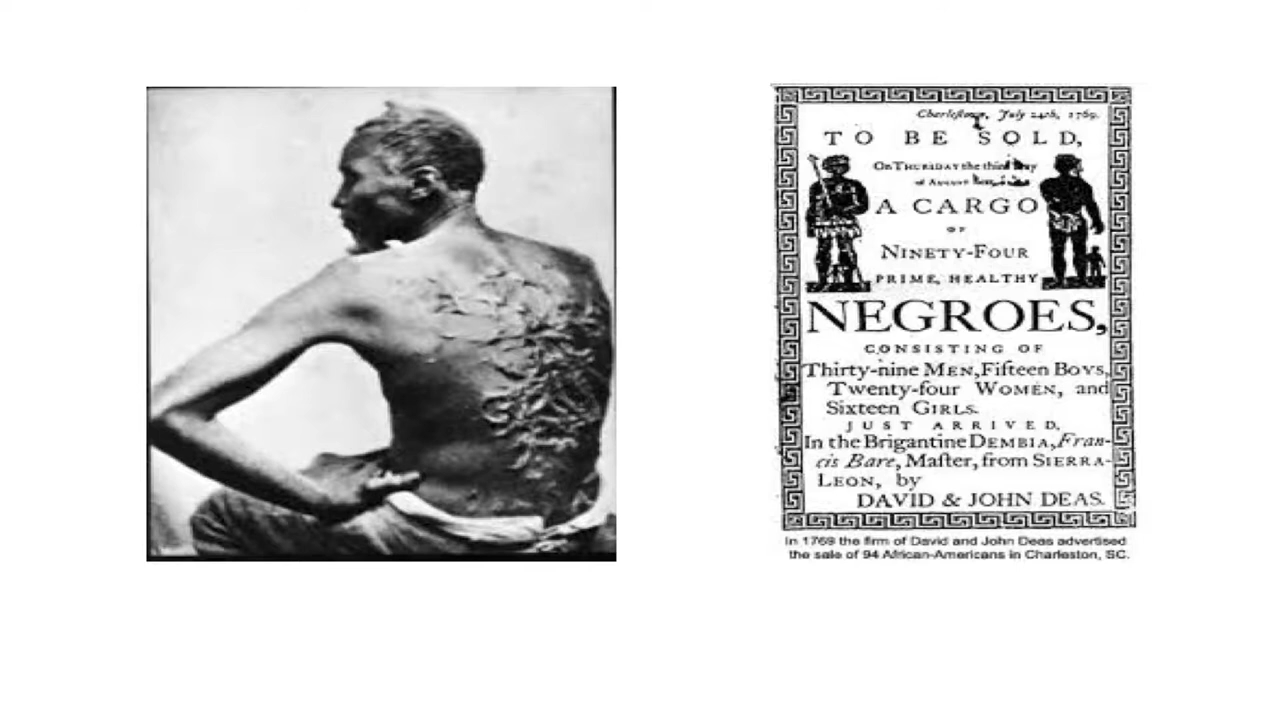 Charlestown, July 24th, 1769.
TO BE SOLD,
On THURSDAY the third Day
of AUGUST
A CARGO
OF
NINETY-FOUR
PRIME, HEALTHY
NEGROES,
CONSISTING OF
Thirty-nine MEN, Fifteen BOYS,
Twenty-four WOMEN, and
Sixteen GIRLS.
JUST ARRIVED,
In the Brigantine DEMBIA, Fran-
cis Bare, Maſter, from SIERRA-
LEON, by
DAVID & JOHN DEAS.
In 1769 the firm of David and John Deas advertised
the sale of 94 African-Americans in Charleston, SC.